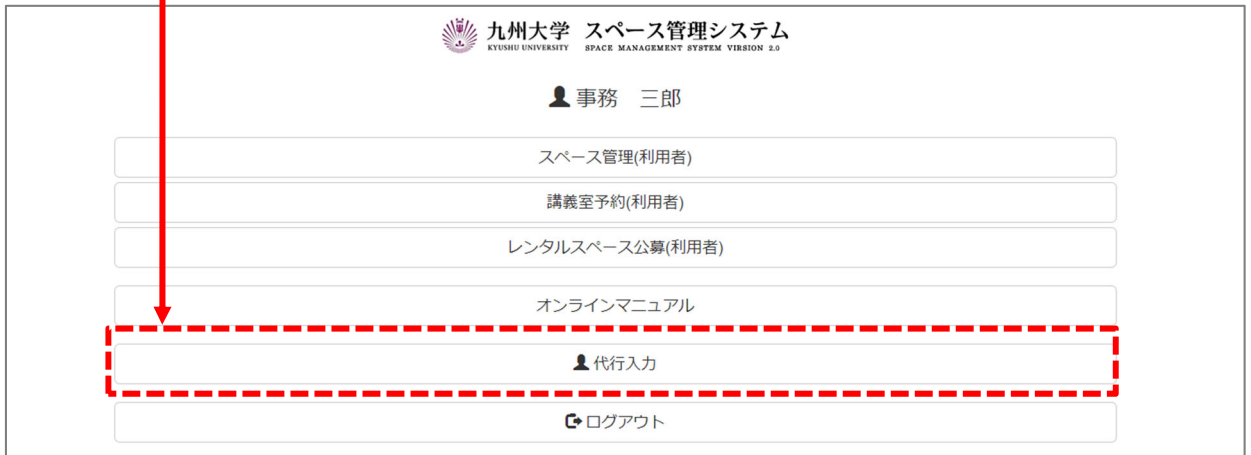 九州大学 スペース管理システム
KYUSHU UNIVERSITY SPACE MANAGEMENT SYSTEM VIRSION 2.0
事務　三郎
スペース管理(利用者)
講義室予約(利用者)
レンタルスペース公募(利用者)
オンラインマニュアル
代行入力
ログアウト